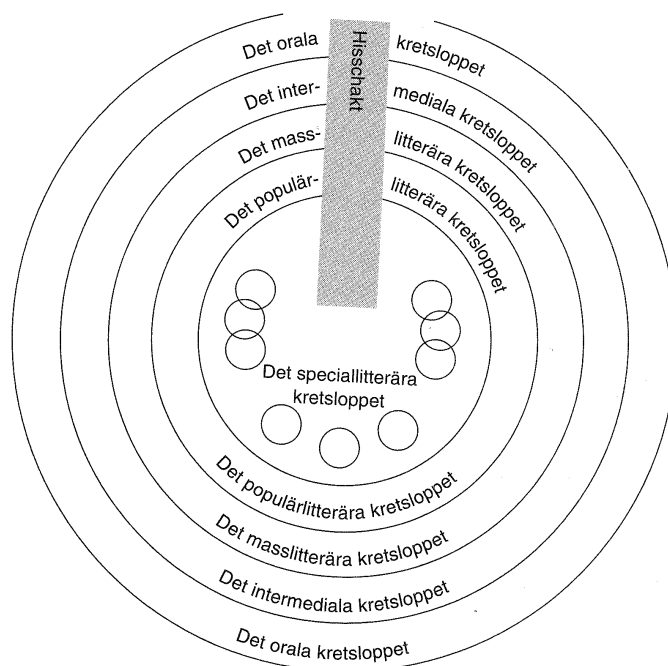 Det orala kretsloppet
Hisschakt
Det inter- mediala kretsloppet
Det mass- litterära kretsloppet
Det populär- litterära kretsloppet
Det speciallitterära
kretsloppet
Det populärlitterära kretsloppet
Det masslitterära kretsloppet
Det intermediala kretsloppet
Det orala kretsloppet